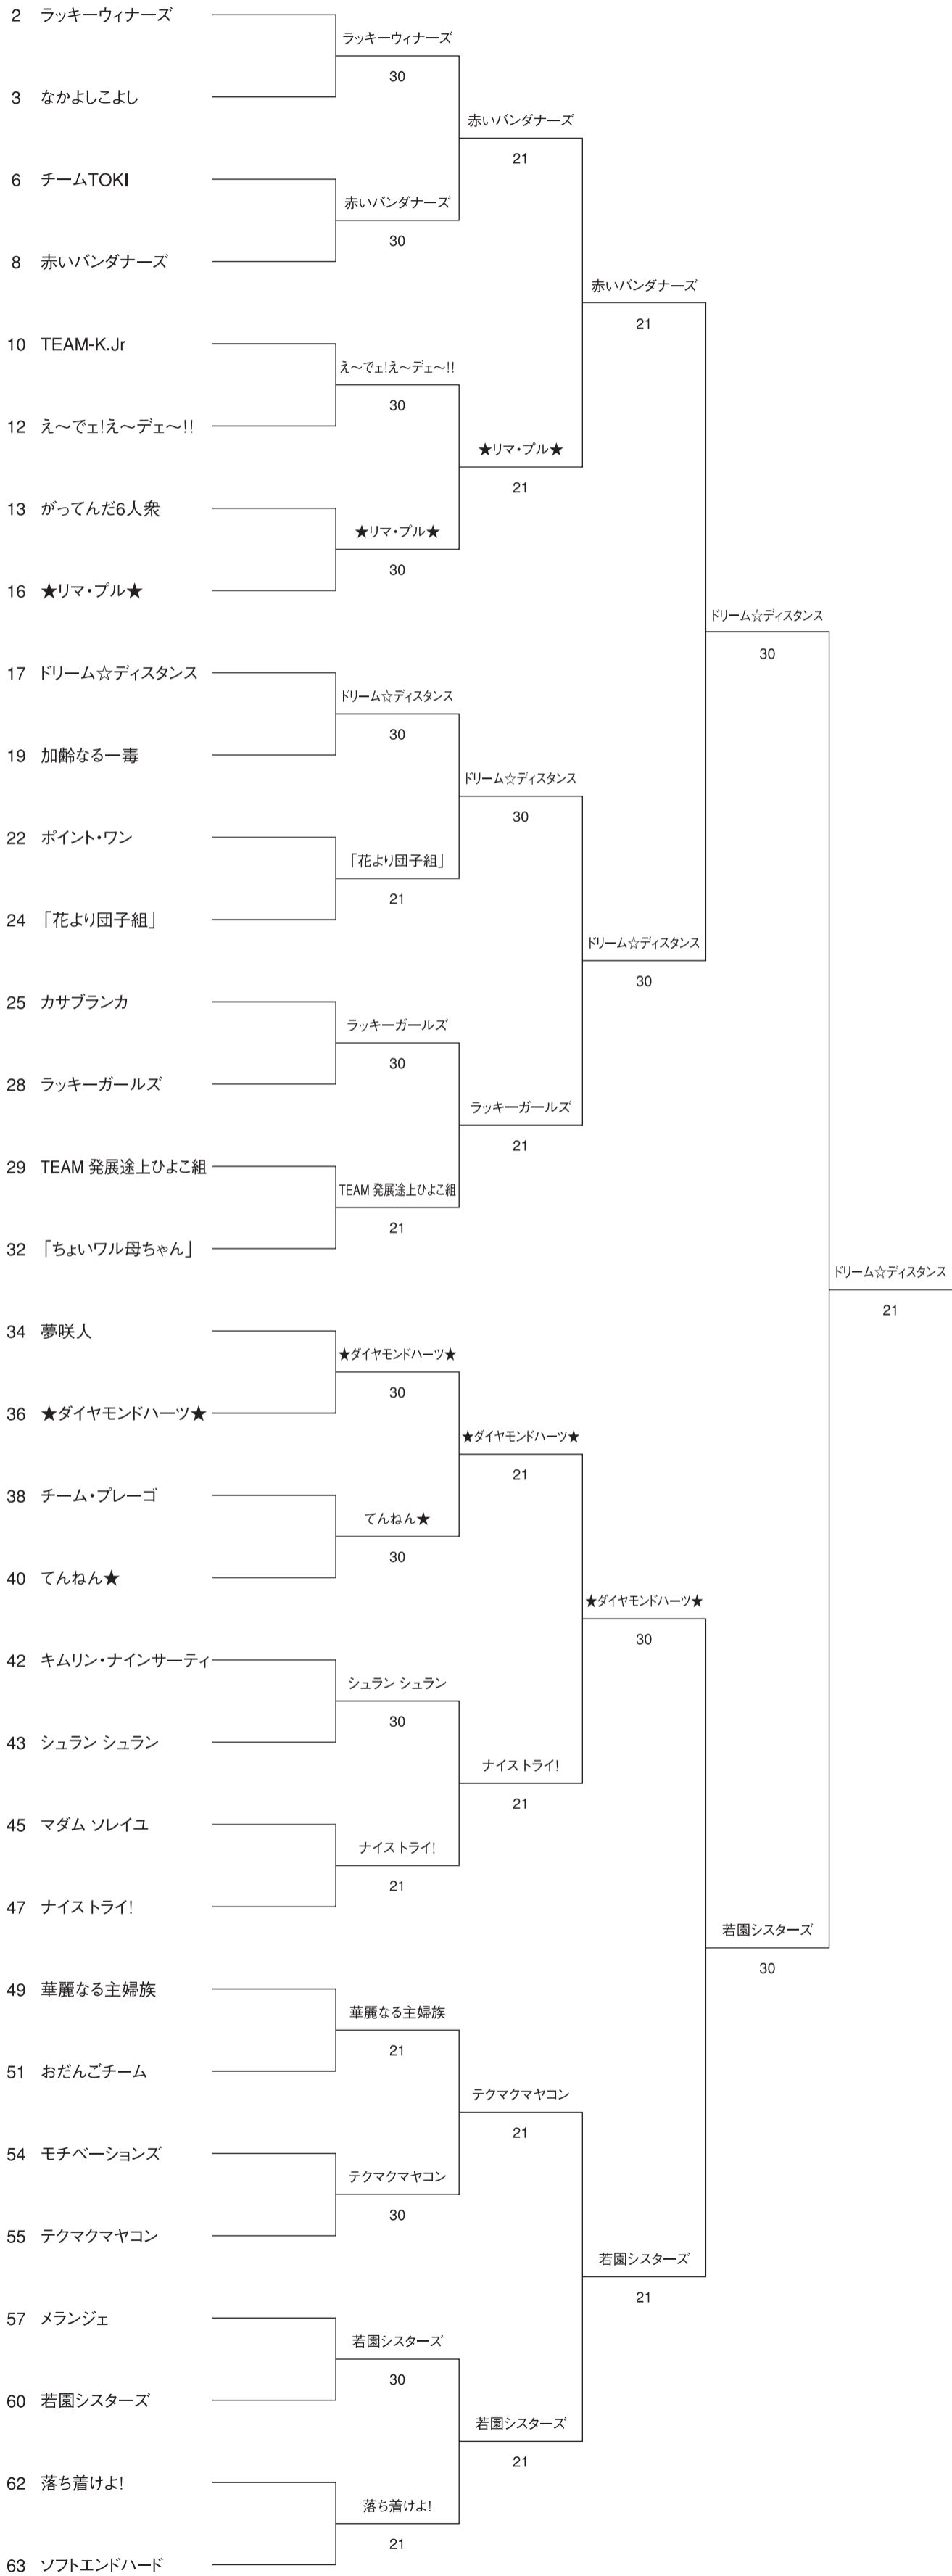 2 ラッキーウィナーズ
ラッキーウィナーズ
30
3 なかよしこよし
赤いバンダナーズ
21
6 チームTOKI
赤いバンダナーズ
30
8 赤いバンダナーズ
赤いバンダナーズ
21
10 TEAM-K.Jr
え〜でェ!え〜デェ〜!!
30
12 え〜でェ!え〜デェ〜!!
★リマ・プル★
21
13 がってんだ6人衆
★リマ・プル★
30
16 ★リマ・プル★
ドリーム☆ディスタンス
30
17 ドリーム☆ディスタンス
ドリーム☆ディスタンス
30
19 加齢なる一毒
ドリーム☆ディスタンス
30
22 ポイント・ワン
「花より団子組」
21
24 「花より団子組」
ドリーム☆ディスタンス
30
25 カサブランカ
ラッキーガールズ
30
28 ラッキーガールズ
ラッキーガールズ
21
29 TEAM 発展途上ひよこ組
TEAM 発展途上ひよこ組
21
32 「ちょいワル母ちゃん」
ドリーム☆ディスタンス
21
34 夢咲人
★ダイヤモンドハーツ★
30
36 ★ダイヤモンドハーツ★
★ダイヤモンドハーツ★
21
38 チーム・プレーゴ
てんねん★
30
40 てんねん★
★ダイヤモンドハーツ★
30
42 キムリン・ナインサーティ
シュラン シュラン
30
43 シュラン シュラン
ナイストライ!
21
45 マダム ソレイユ
ナイストライ!
21
47 ナイストライ!
若園シスターズ
30
49 華麗なる主婦族
華麗なる主婦族
21
51 おだんごチーム
テクマクマヤコン
21
54 モチベーションズ
テクマクマヤコン
30
55 テクマクマヤコン
若園シスターズ
21
57 メランジェ
若園シスターズ
30
60 若園シスターズ
若園シスターズ
21
62 落ち着けよ!
落ち着けよ!
21
63 ソフトエンドハード